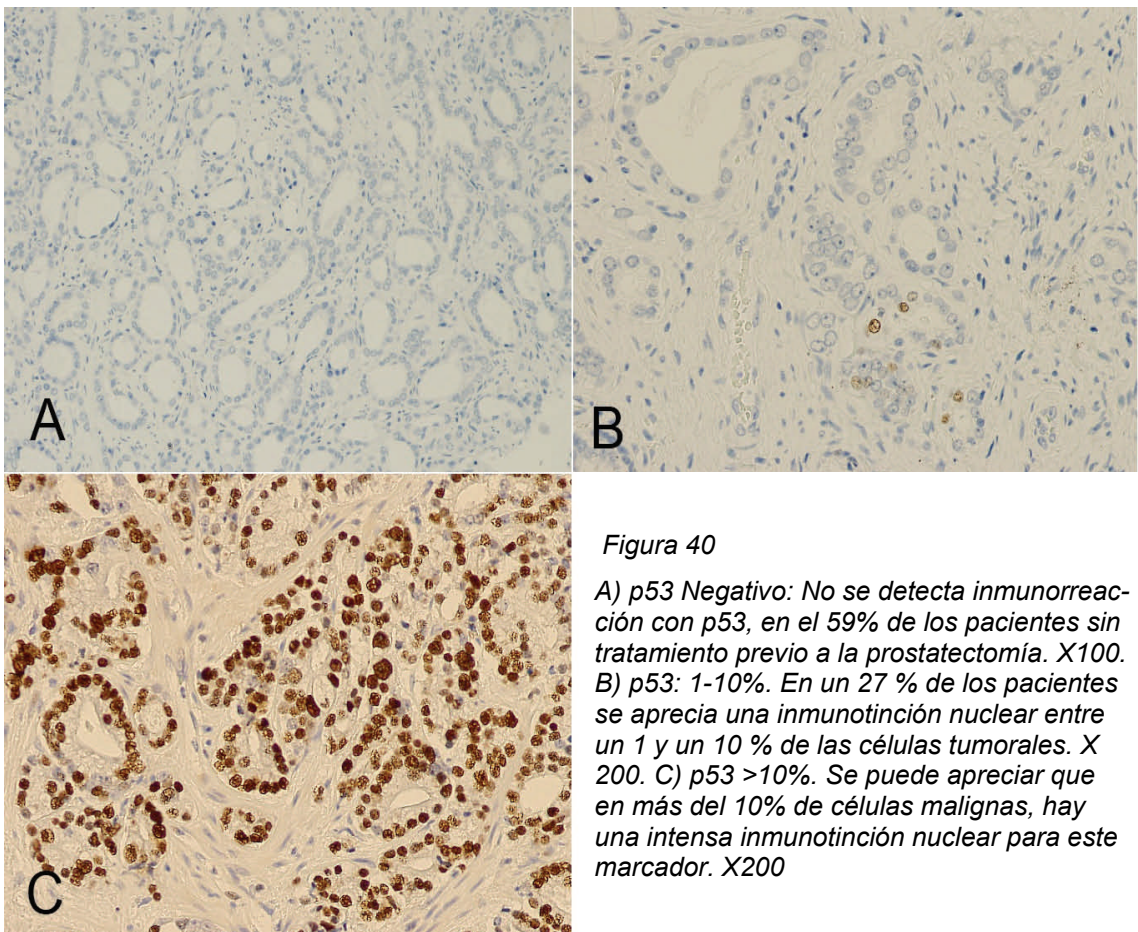 A
B
C
Figura 40
A) p53 Negativo: No se detecta inmunorreac-
ción con p53, en el 59% de los pacientes sin
tratamiento previo a la prostatectomía. X100.
B) p53: 1-10%. En un 27 % de los pacientes
se aprecia una inmunotinción nuclear entre
un 1 y un 10 % de las células tumorales. X
200. C) p53 >10%. Se puede apreciar que
en más del 10% de células malignas, hay
una intensa inmunotinción nuclear para este
marcador. X200